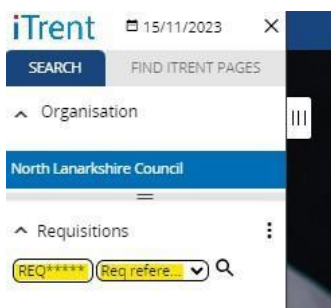 iTrent 15/11/2023
SEARCH FIND ITRENT PAGES
Organisation
North Lanarkshire Council
Requisitions
REQ***** Req refere...